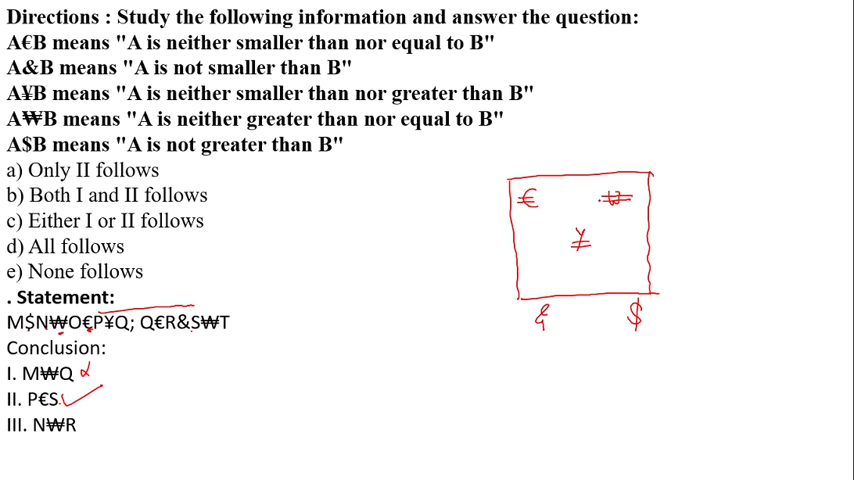 Directions : Study the following information and answer the question:
A€B means "A is neither smaller than nor equal to B"
A&B means "A is not smaller than B"
A¥B means "A is neither smaller than nor greater than B"
A₩B means "A is neither greater than nor equal to B"
A$B means "A is not greater than B"
a) Only II follows
b) Both I and II follows
c) Either I or II follows
d) All follows
e) None follows
. Statement:
M$N₩O€P¥Q; Q€R&S₩T
Conclusion:
I. M₩Q
II. P€S.
III. N₩R
€ ₩
¥
& $